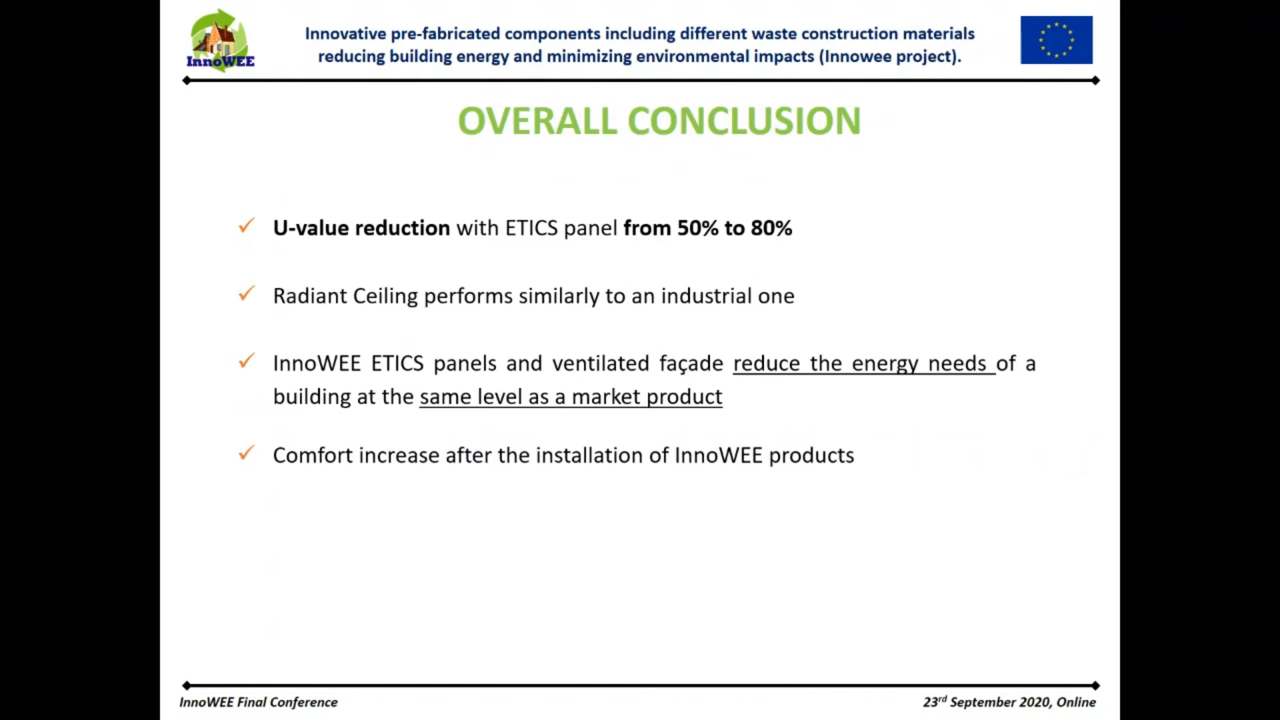 InnoWEE
Innovative pre-fabricated components including different waste construction materials
reducing building energy and minimizing environmental impacts (Innowee project).
OVERALL CONCLUSION
✓ U-value reduction with ETICS panel from 50% to 80%
✓ Radiant Ceiling performs similarly to an industrial one
✓ InnoWEE ETICS panels and ventilated façade reduce the energy needs of a
building at the same level as a market product
✓ Comfort increase after the installation of InnoWEE products
InnoWEE Final Conference
23rd September 2020, Online